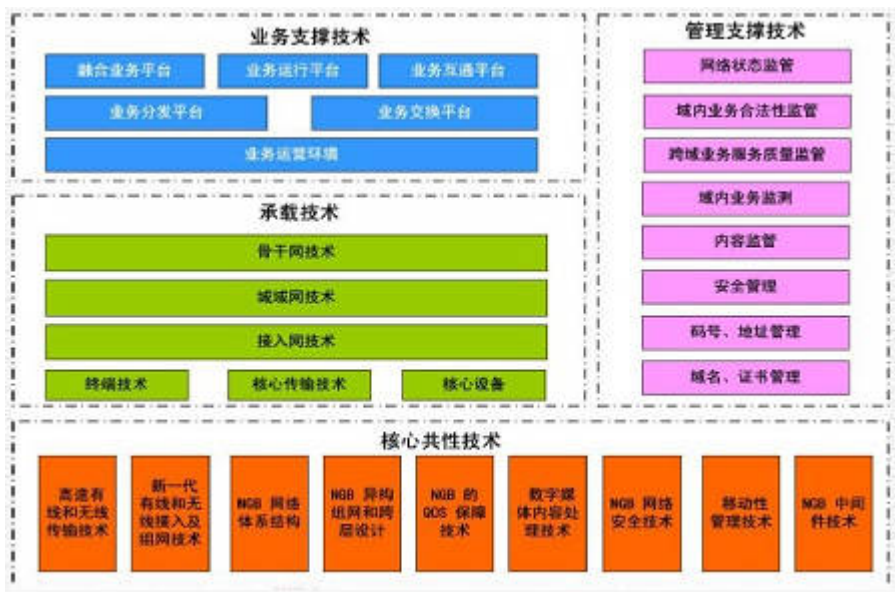 业务支撑技术
融合业务平台
业务运行平台
业务互通平台
业务分发平台
业务交换平台
业务运营环境
承载技术
骨干网技术
城域网技术
接入网技术
终端技术
核心传输技术
核心设备
管理支撑技术
网络状态监管
域内业务合法性监管
跨域业务服务质量监管
域内业务监测
内容监管
安全管理
码号、地址管理
域名、证书管理
核心共性技术
高速有
线和无线
传输技术
新一代
有线和无
线接入及
组网技术
NGB 网络
体系结构
NGB 异构
组网和跨
层设计
NGB 的
QOS 保障
技术
数字媒
体内容处
理技术
NGB 网络
安全技术
移动性
管理技术
NGB 中间
件技术